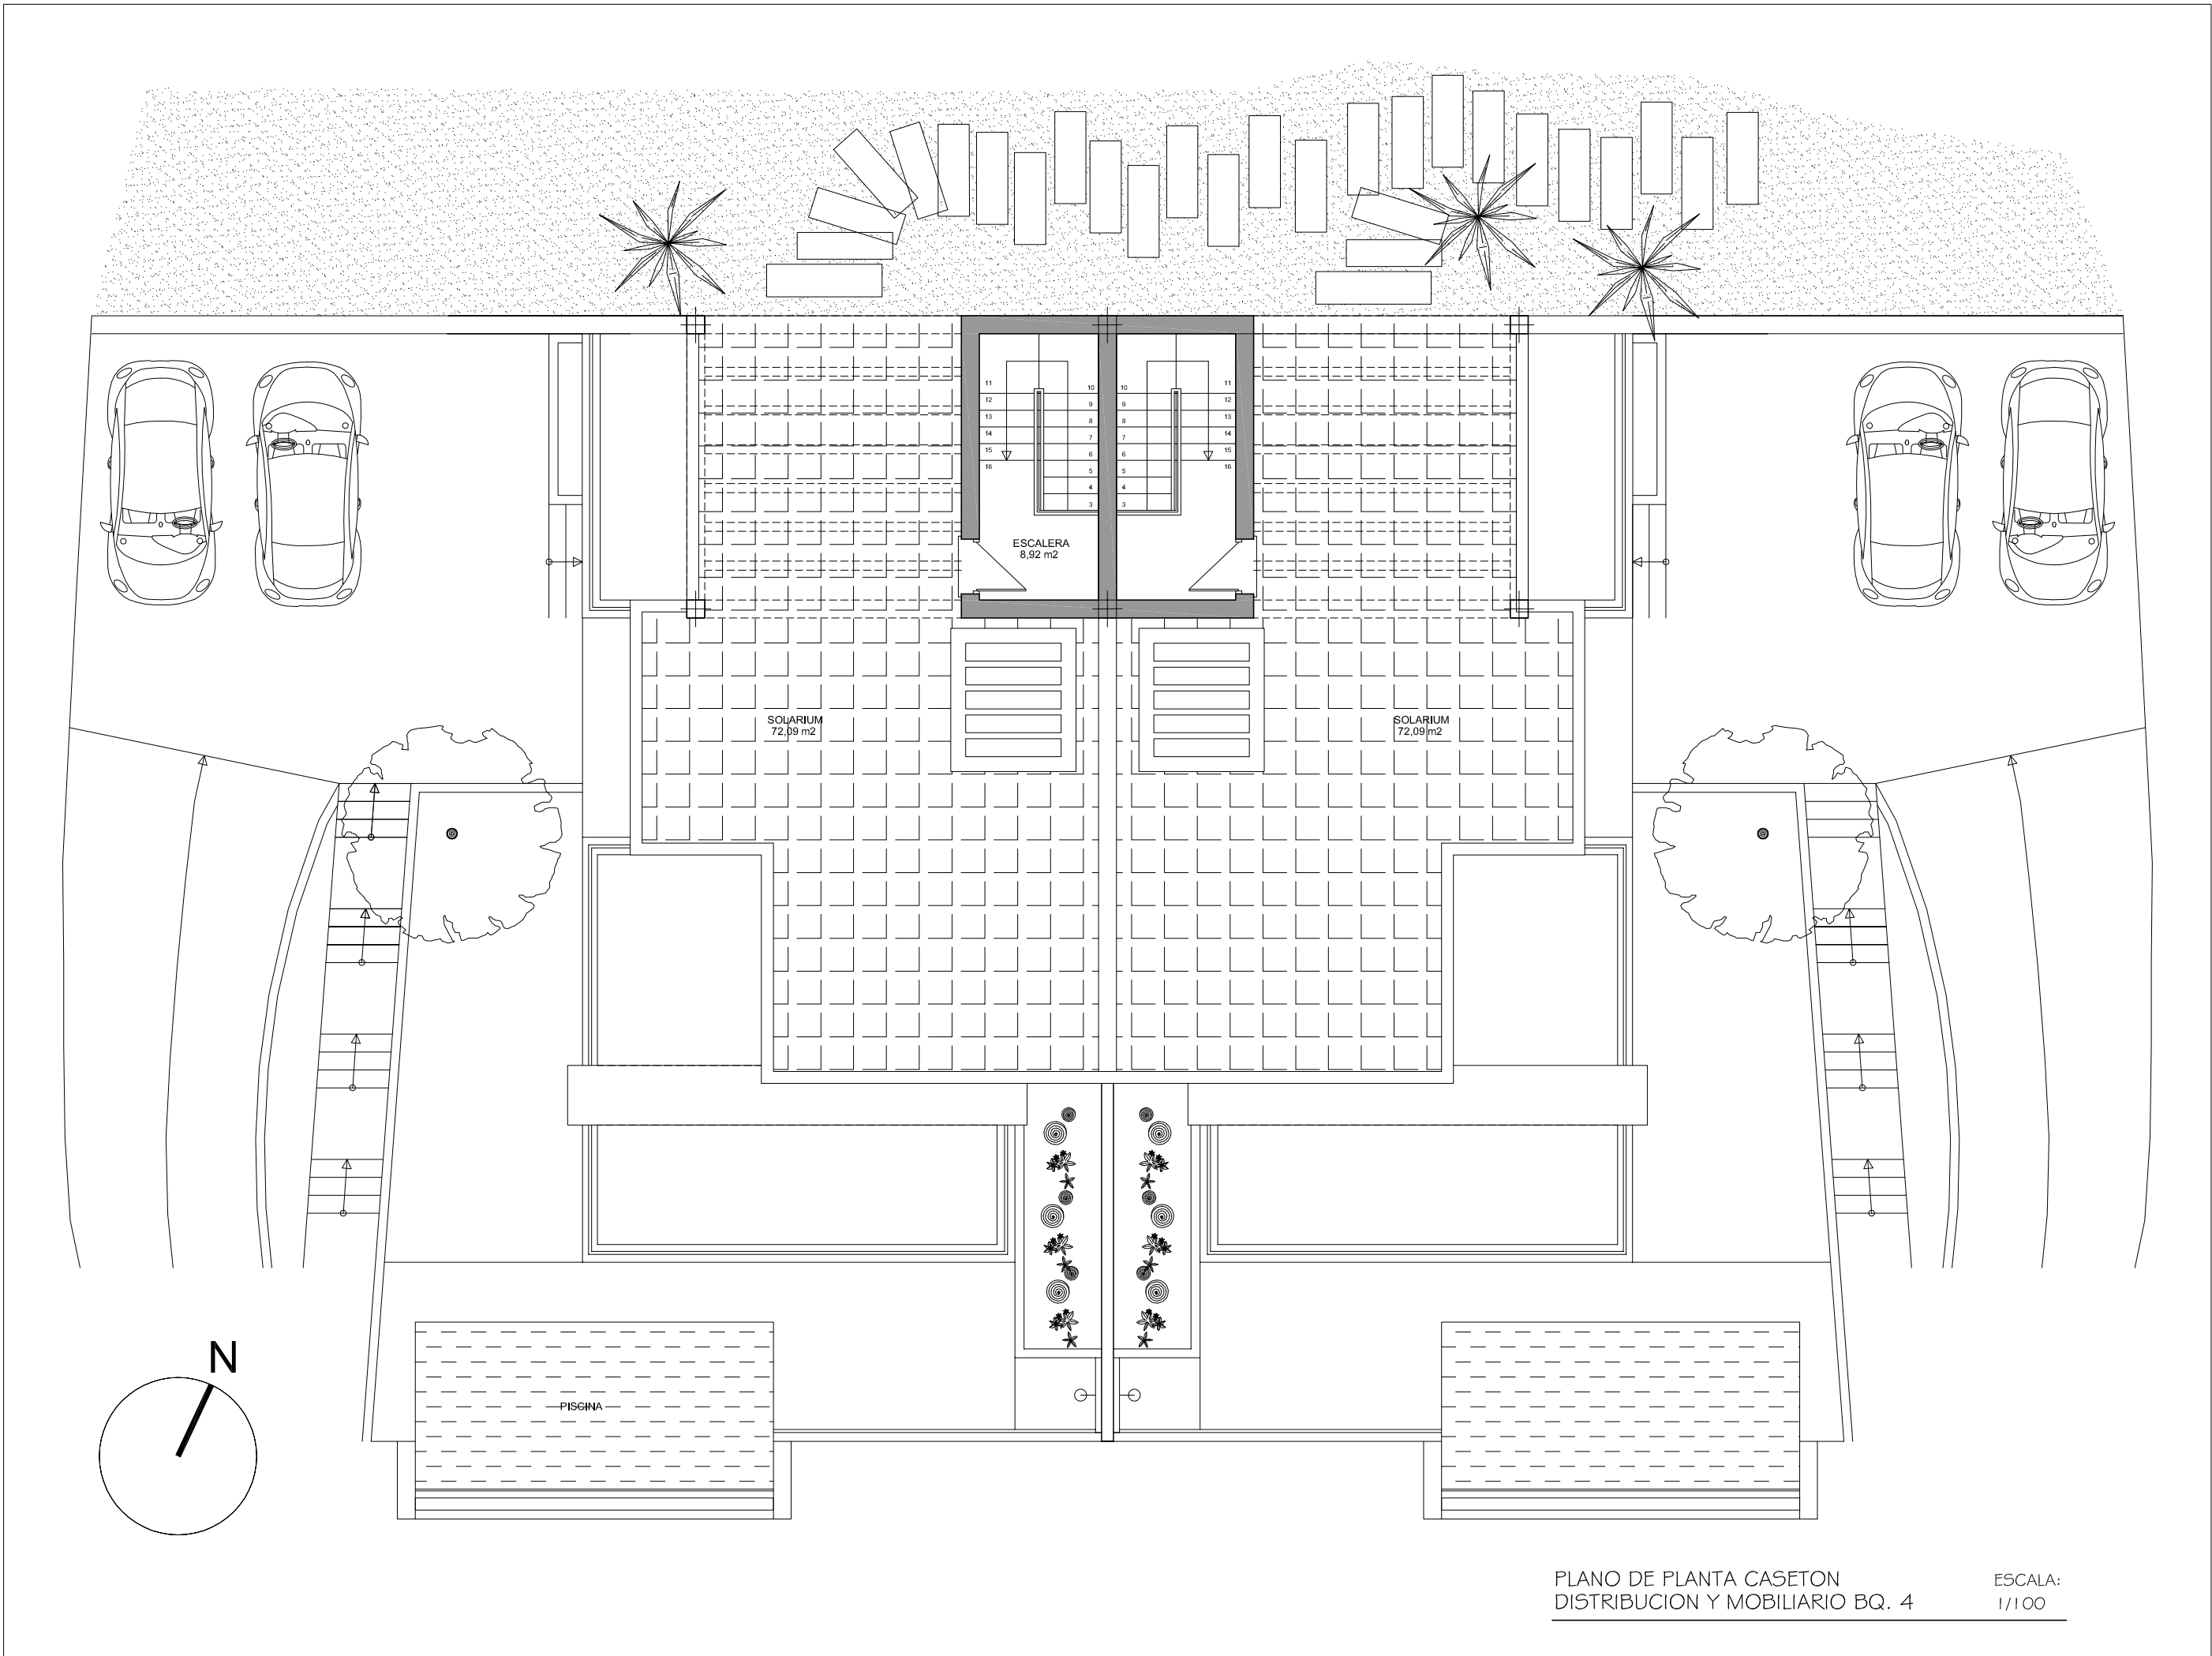 11 10 10 11
12 9 9 12
13 8 8 13
14 7 7 14
15 6 6 15
16 5 5 16
4 4
3 3
ESCALERA
8,92 m2
SOLARIUM
72,09 m2
SOLARIUM
72,09 m2
N
PISCINA
PLANO DE PLANTA CASETON
DISTRIBUCION Y MOBILIARIO BQ. 4
ESCALA:
1/100